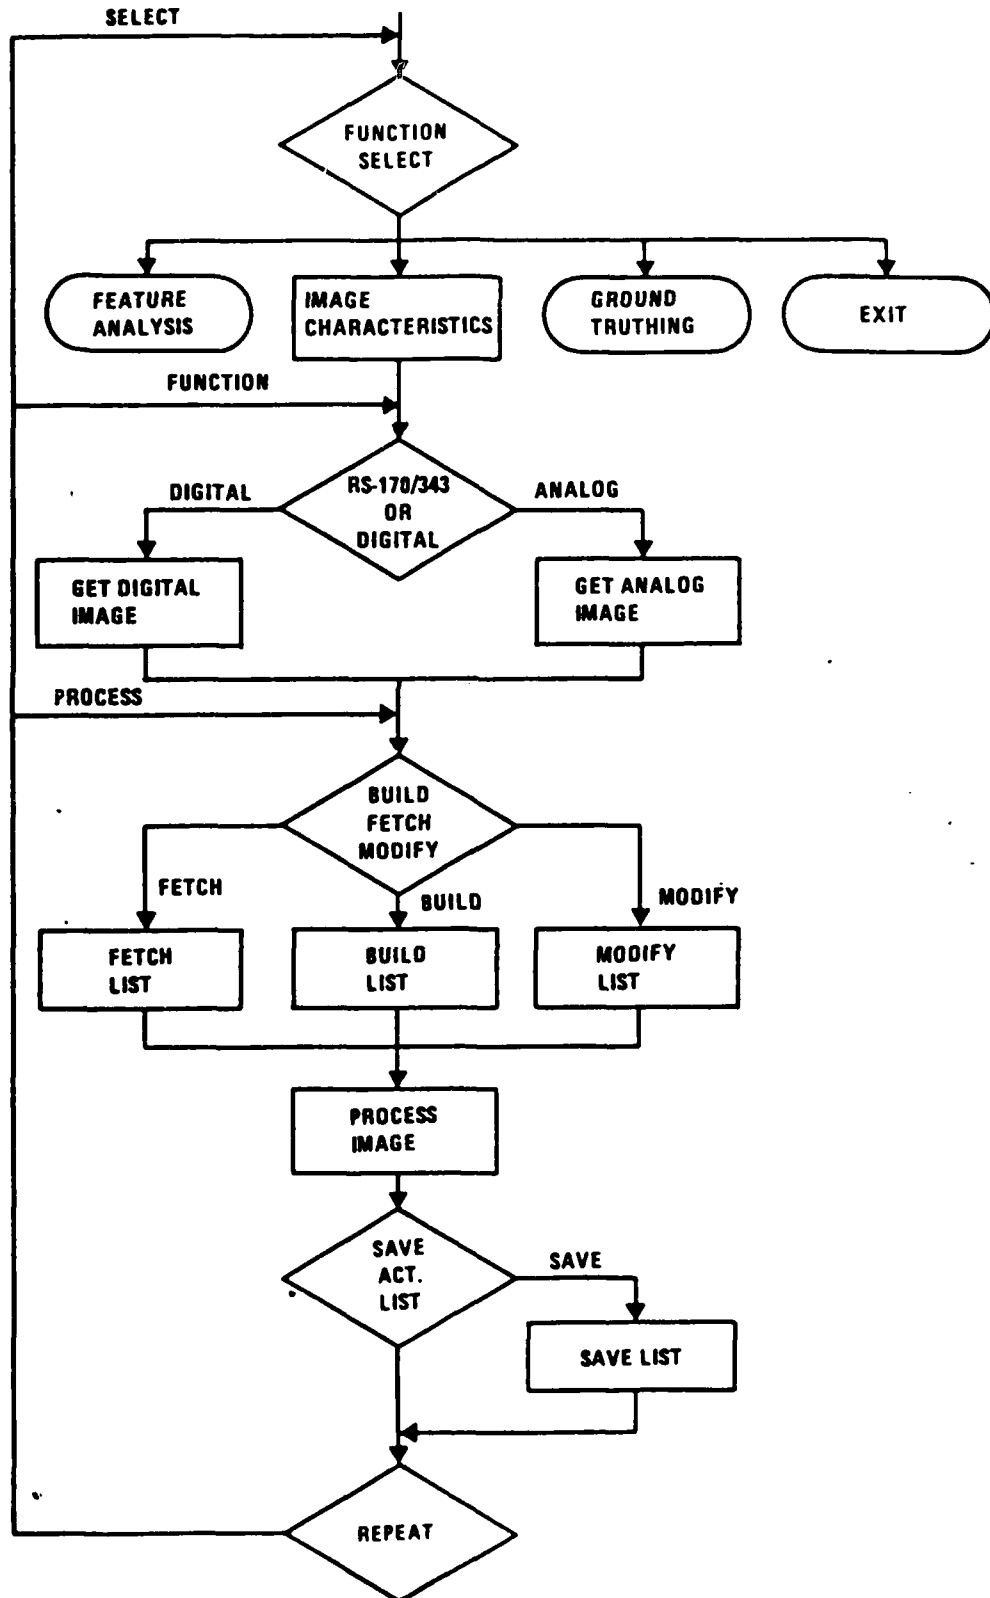 SELECT
FUNCTION
SELECT
FEATURE
ANALYSIS
IMAGE
CHARACTERISTICS
GROUND
TRUTHING
EXIT
FUNCTION
DIGITAL
RS-170/343
OR
DIGITAL
ANALOG
GET DIGITAL
IMAGE
GET ANALOG
IMAGE
PROCESS
BUILD
FETCH
MODIFY
FETCH
BUILD
MODIFY
FETCH
LIST
BUILD
LIST
MODIFY
LIST
PROCESS
IMAGE
SAVE
ACT.
LIST
SAVE
SAVE LIST
REPEAT